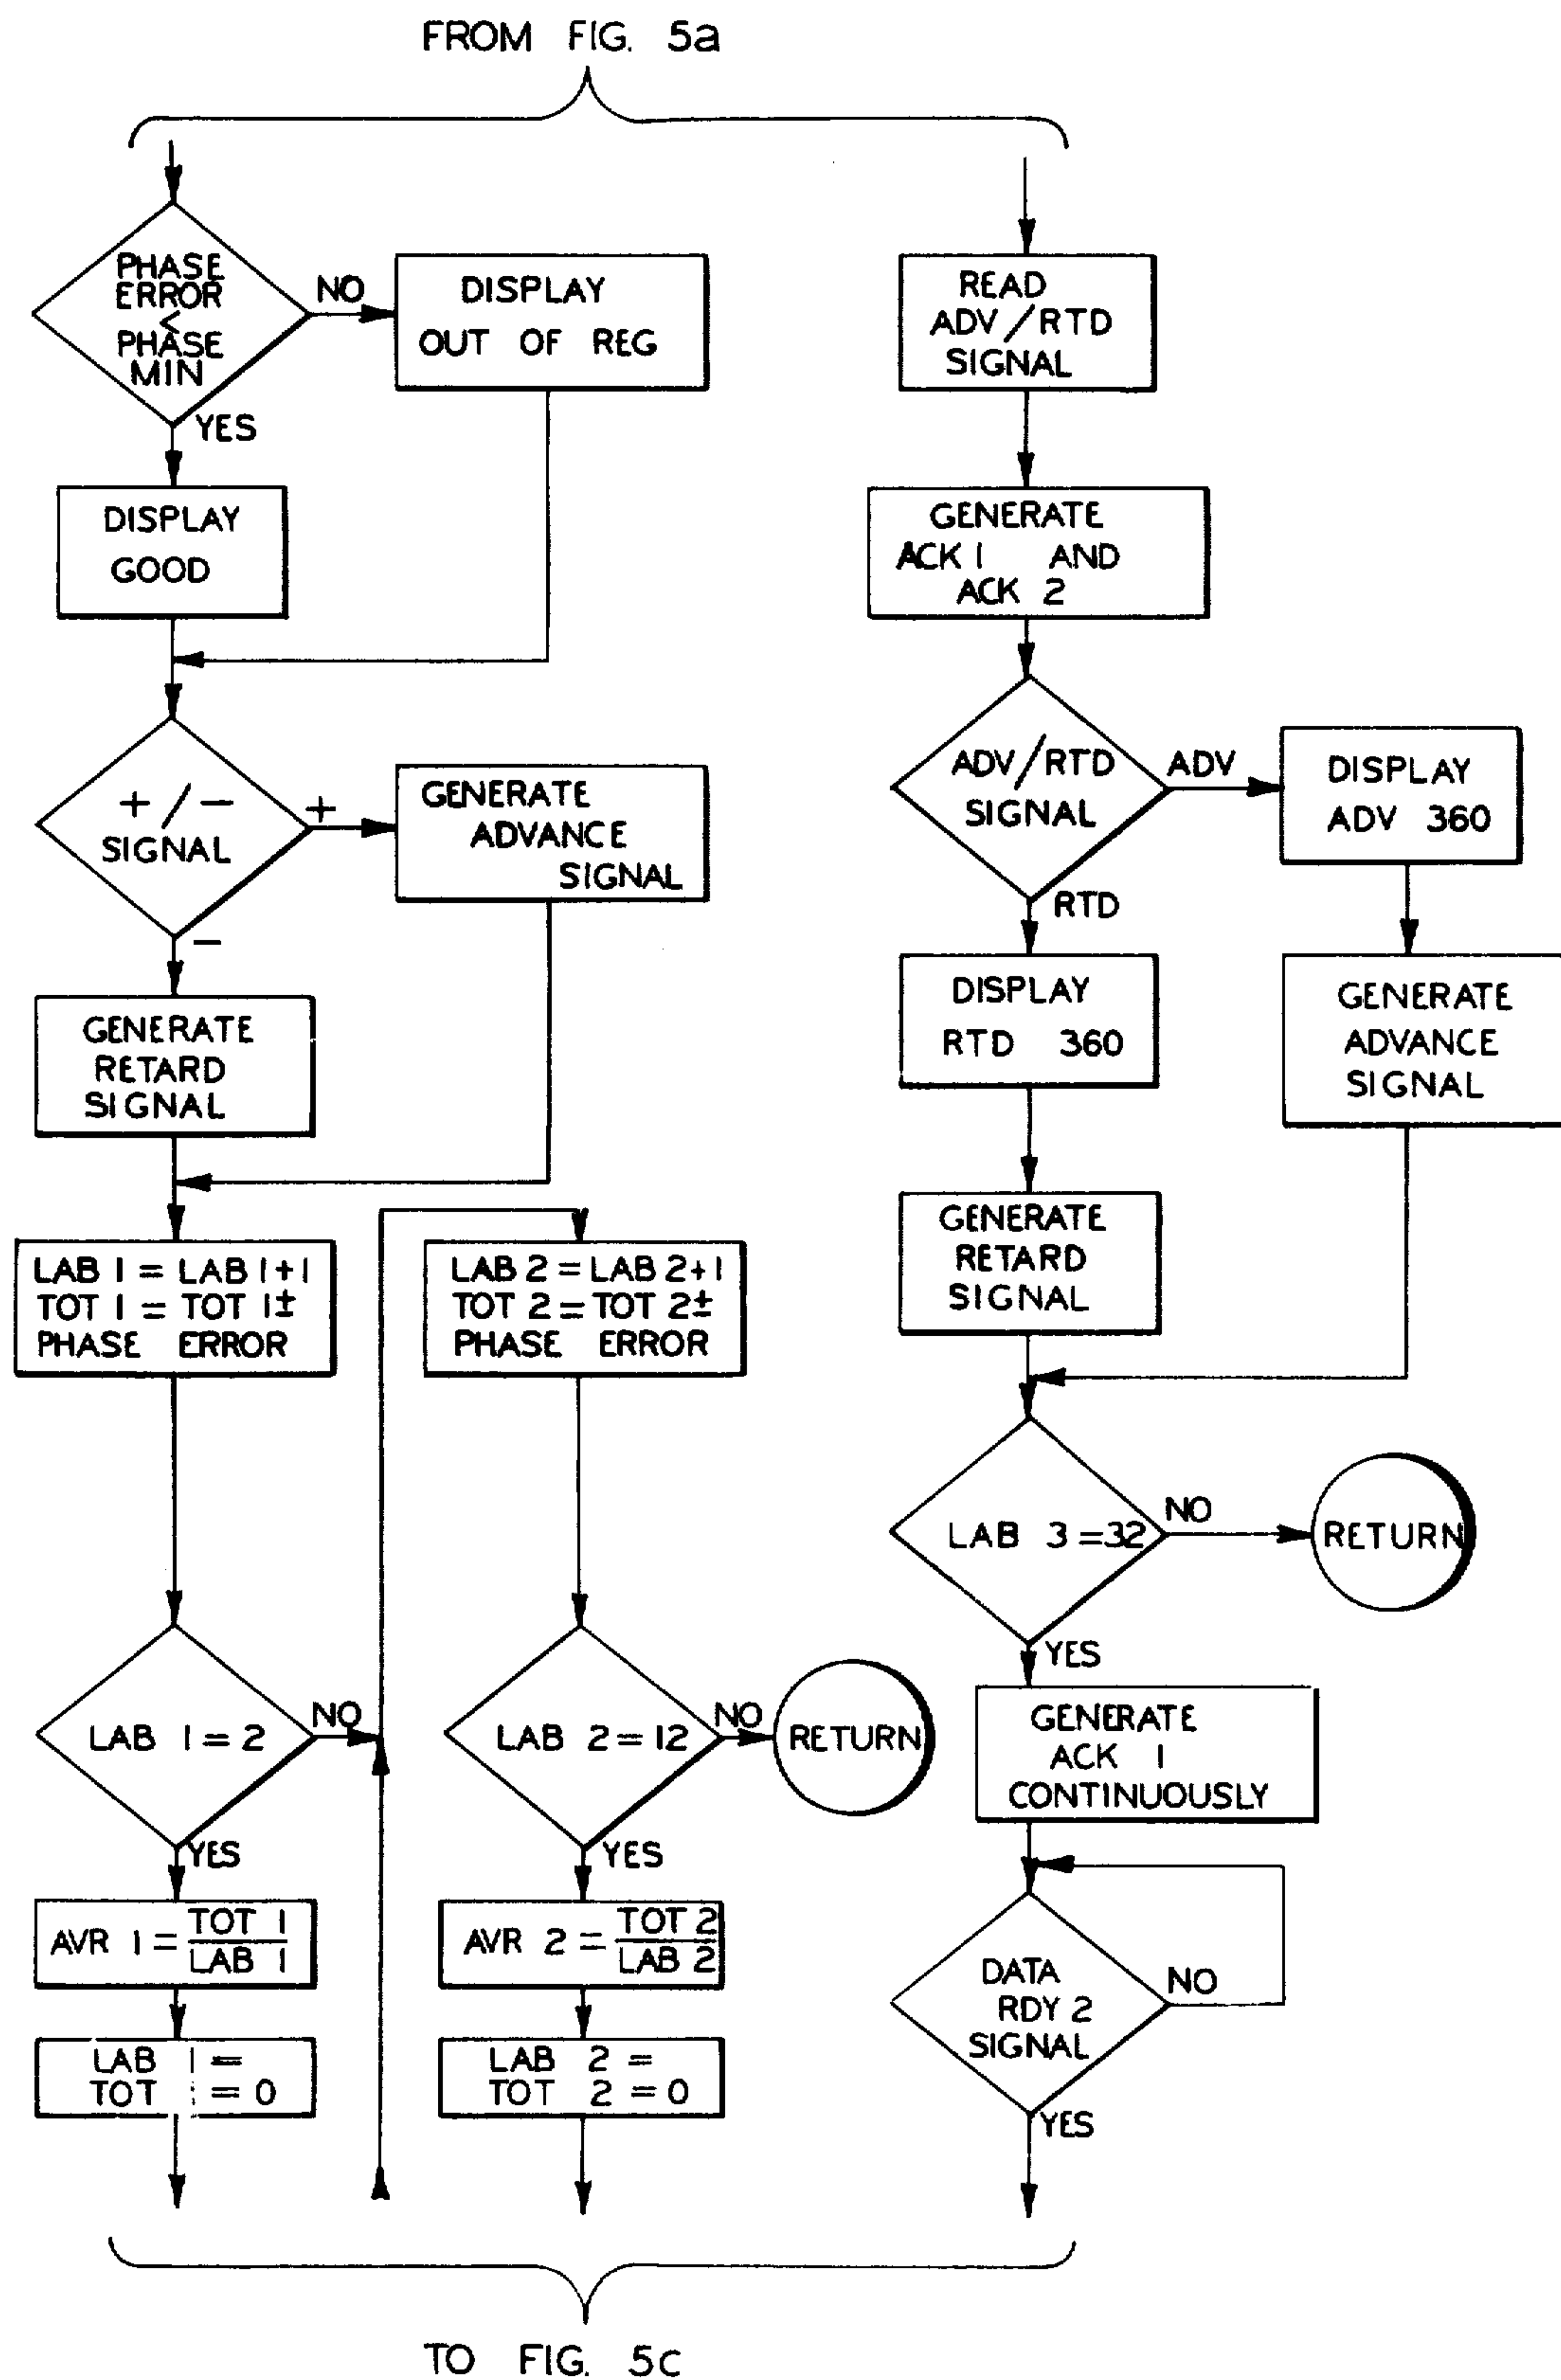 FROM FIG. 5a
PHASE
ERROR
<
PHASE
MIN
NO
YES
DISPLAY
OUT OF REG
DISPLAY
GOOD
+/-
SIGNAL
+
-
GENERATE
ADVANCE
SIGNAL
GENERATE
RETARD
SIGNAL
LAB 1 = LAB 1+1
TOT 1 = TOT 1±
PHASE ERROR
LAB 1 = 2
NO
YES
AVR 1 = TOT 1
LAB 1
LAB 1 =
TOT 1 = 0
LAB 2 = LAB 2+1
TOT 2 = TOT 2±
PHASE ERROR
LAB 2 = 12
NO
RETURN
YES
AVR 2 = TOT 2
LAB 2
LAB 2 =
TOT 2 = 0
READ
ADV/RTD
SIGNAL
GENERATE
ACK 1 AND
ACK 2
ADV/RTD
SIGNAL
ADV
RTD
DISPLAY
ADV 360
GENERATE
ADVANCE
SIGNAL
DISPLAY
RTD 360
GENERATE
RETARD
SIGNAL
LAB 3 = 32
NO
RETURN
YES
GENERATE
ACK 1
CONTINUOUSLY
DATA
RDY 2
SIGNAL
NO
YES
TO FIG. 5c